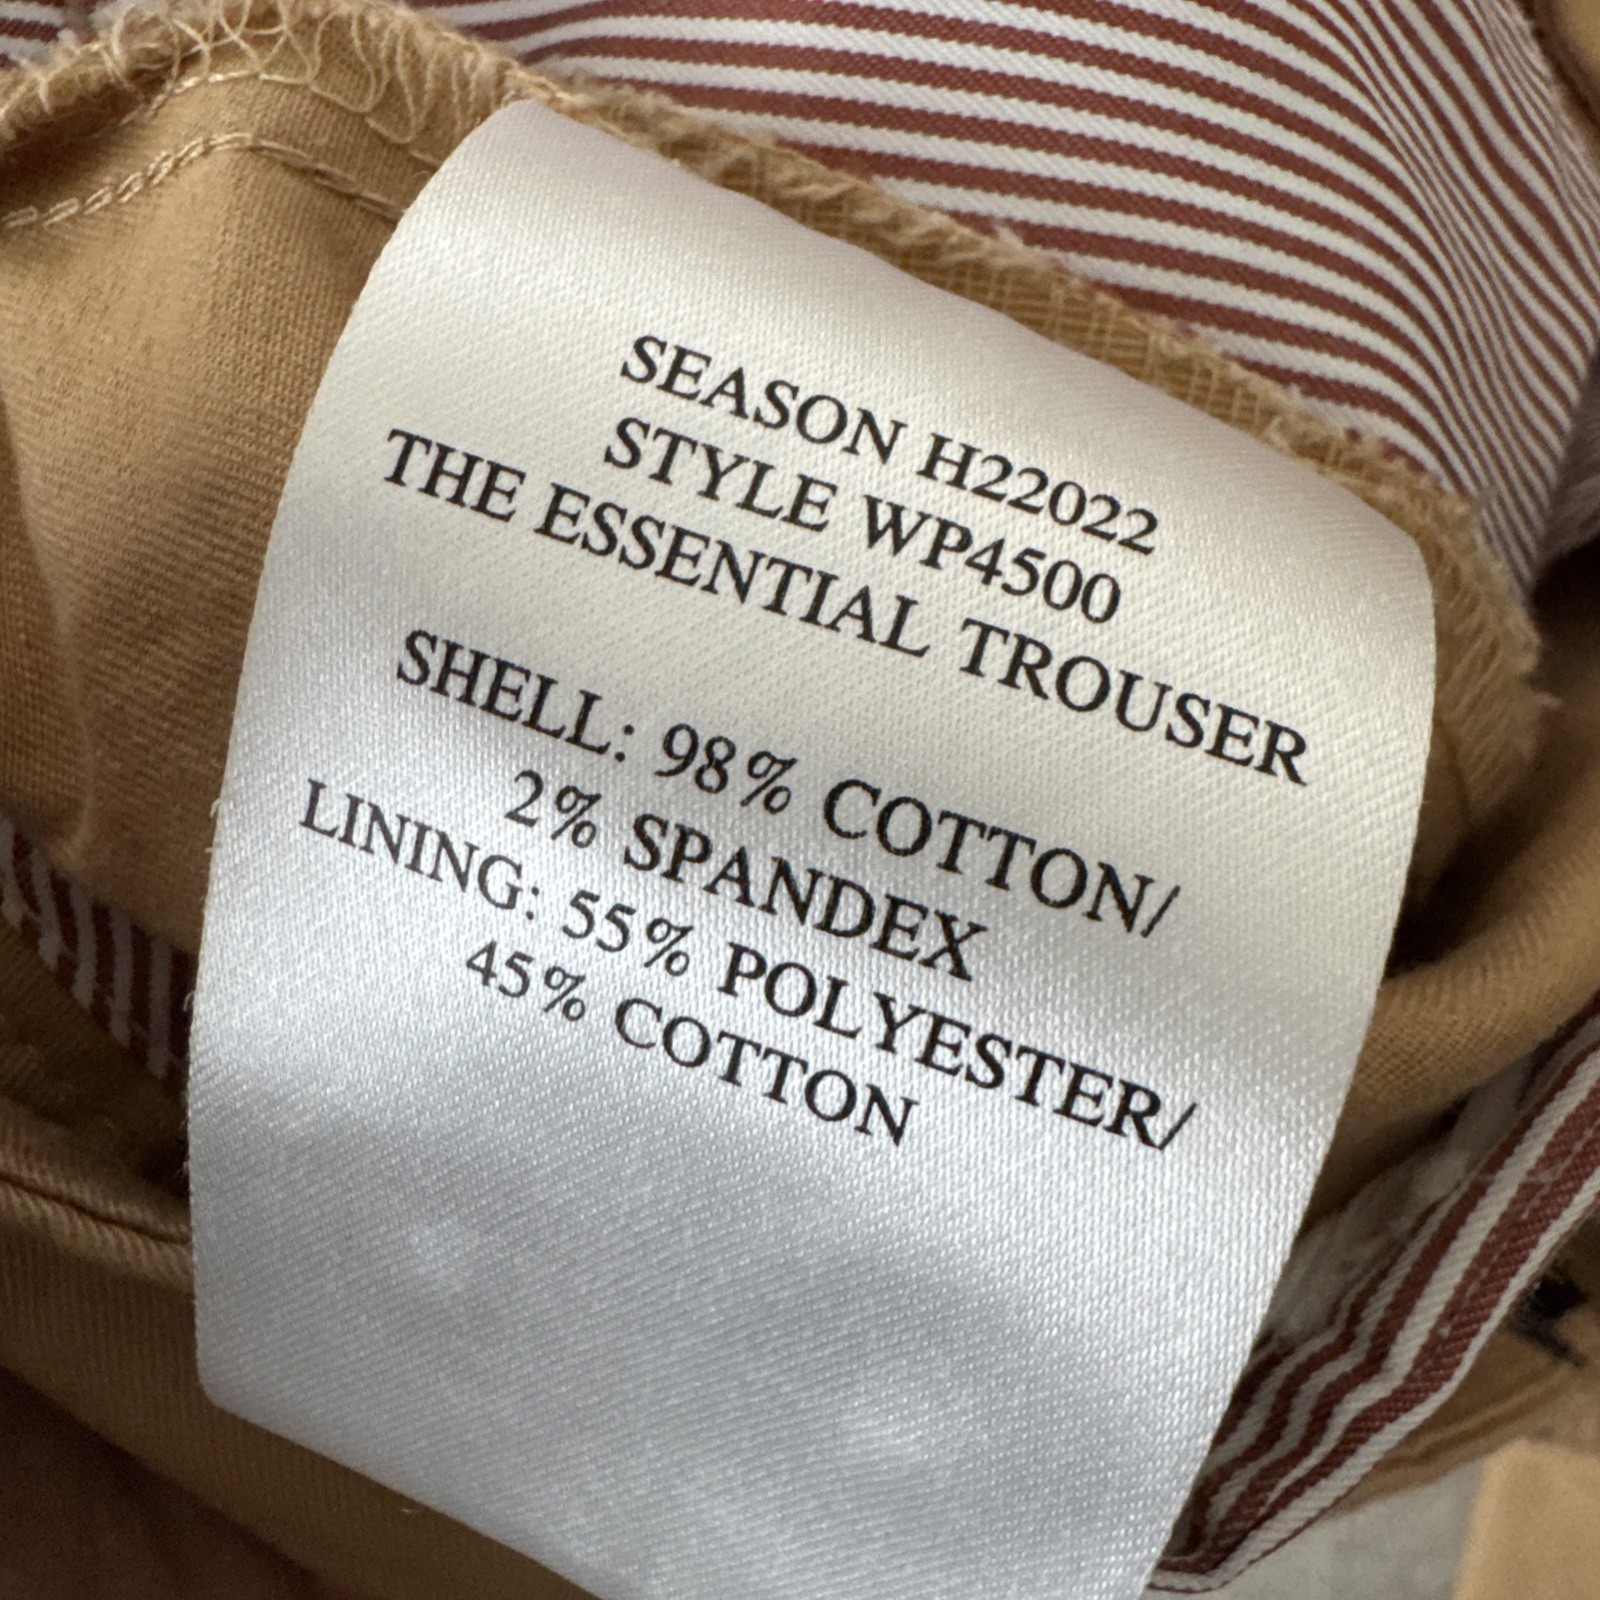 SEASON H22022
STYLE WP4500
THE ESSENTIAL TROUSER
SHELL: 98% COTTON/
2% SPANDEX
LINING: 55% POLYESTER/
45% COTTON